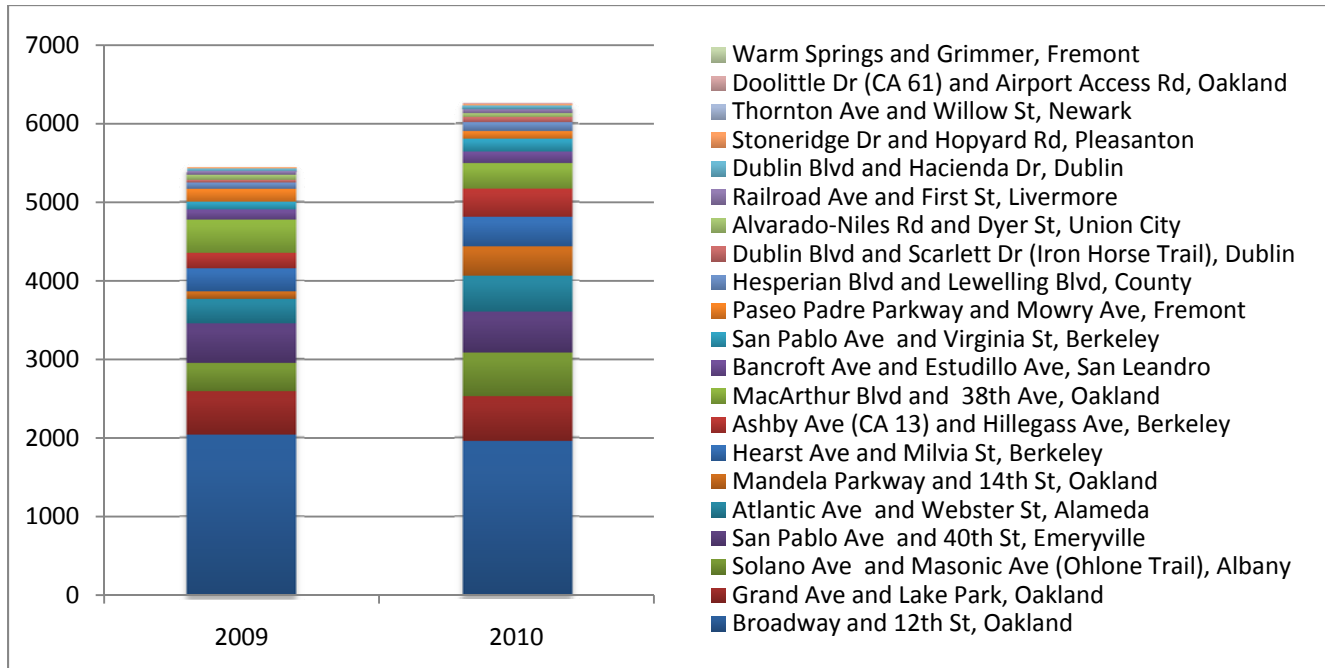 7000
6000
5000
4000
3000
2000
1000
0
2009
2010
Warm Springs and Grimmer, Fremont
Doolittle Dr (CA 61) and Airport Access Rd, Oakland
Thornton Ave and Willow St, Newark
Stoneridge Dr and Hopyard Rd, Pleasanton
Dublin Blvd and Hacienda Dr, Dublin
Railroad Ave and First St, Livermore
Alvarado-Niles Rd and Dyer St, Union City
Dublin Blvd and Scarlett Dr (Iron Horse Trail), Dublin
Hesperian Blvd and Lewelling Blvd, County
Paseo Padre Parkway and Mowry Ave, Fremont
San Pablo Ave and Virginia St, Berkeley
Bancroft Ave and Estudillo Ave, San Leandro
MacArthur Blvd and 38th Ave, Oakland
Ashby Ave (CA 13) and Hillegass Ave, Berkeley
Hearst Ave and Milvia St, Berkeley
Mandela Parkway and 14th St, Oakland
Atlantic Ave and Webster St, Alameda
San Pablo Ave and 40th St, Emeryville
Solano Ave and Masonic Ave (Ohlone Trail), Albany
Grand Ave and Lake Park, Oakland
Broadway and 12th St, Oakland